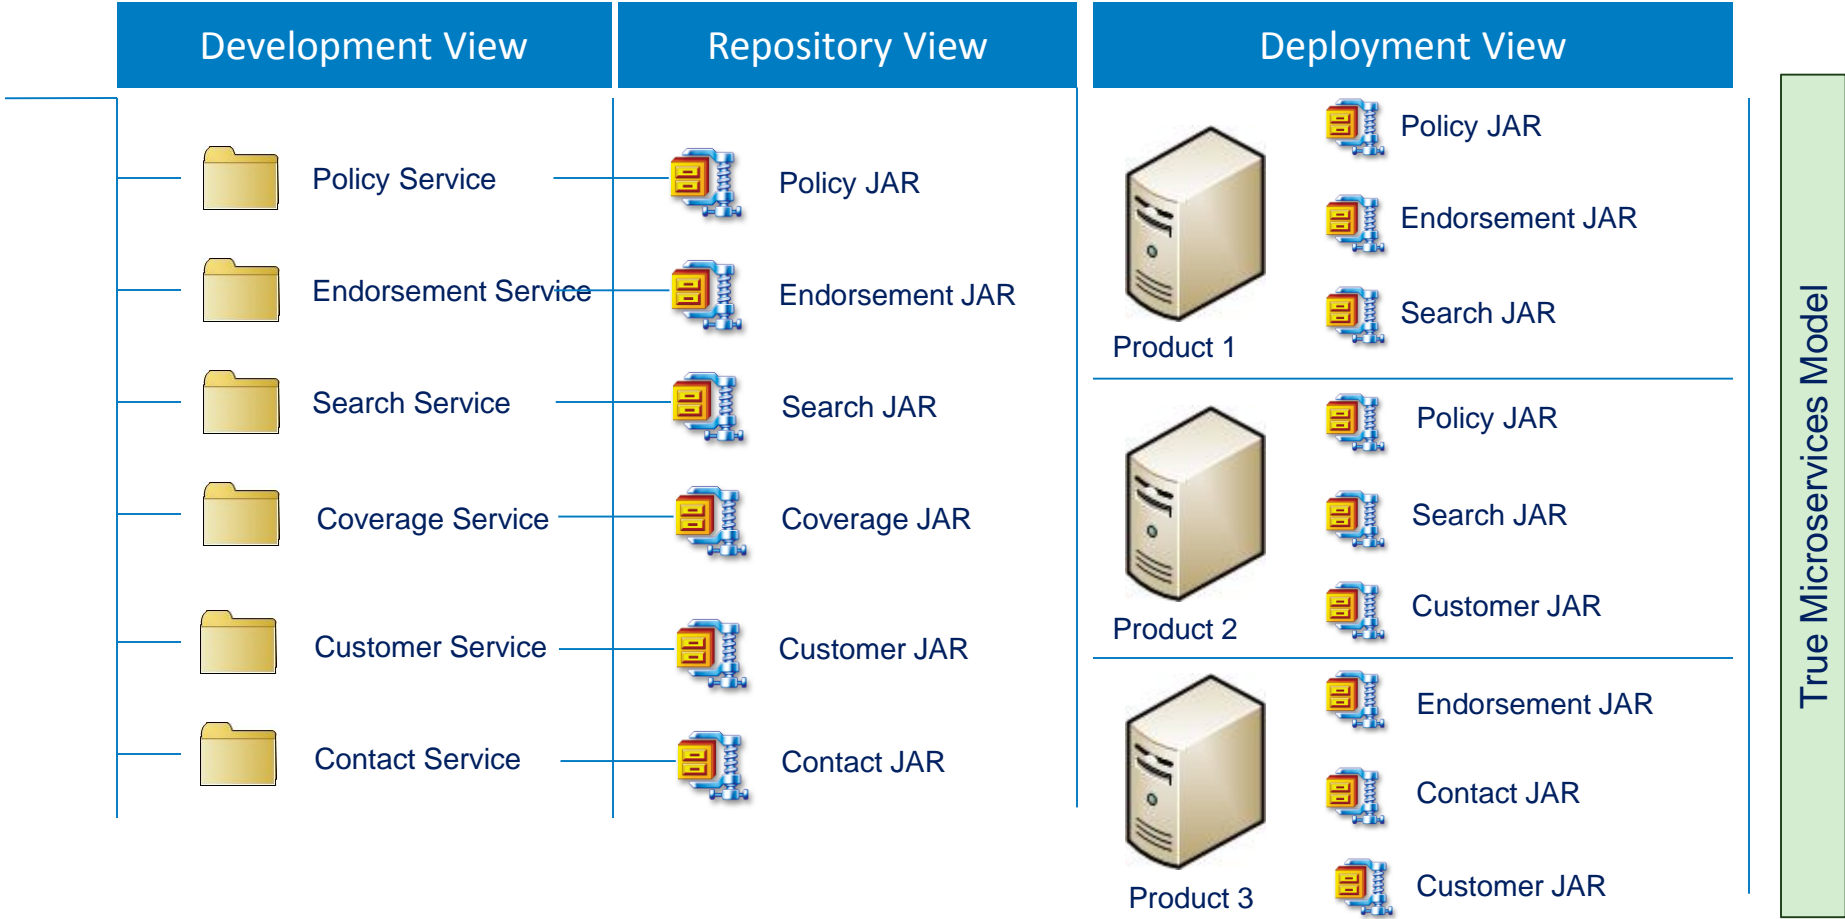 Development View
Repository View
Deployment View
Policy Service
Policy JAR
Endorsement Service
Endorsement JAR
Search Service
Search JAR
Coverage Service
Coverage JAR
Customer Service
Customer JAR
Contact Service
Contact JAR
Policy JAR
Endorsement JAR
Search JAR
Product 1
Policy JAR
Search JAR
Customer JAR
Product 2
Endorsement JAR
Contact JAR
Customer JAR
Product 3
True Microservices Model